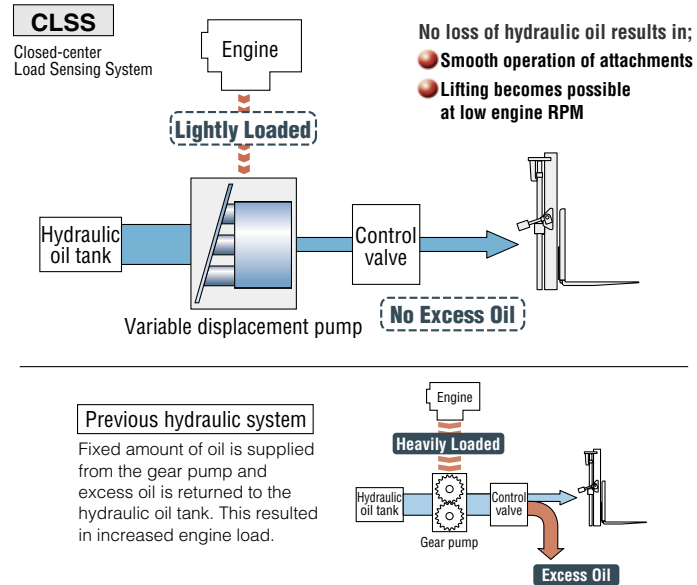 CLSS
Closed-center
Load Sensing System
Engine
Lightly Loaded
No loss of hydraulic oil results in;
Smooth operation of attachments
Lifting becomes possible
at low engine RPM
Hydraulic
oil tank
Control
valve
No Excess Oil
Variable displacement pump
Previous hydraulic system
Fixed amount of oil is supplied
from the gear pump and
excess oil is returned to the
hydraulic oil tank. This resulted
in increased engine load.
Engine
Heavily Loaded
Hydraulic
oil tank
Control
valve
Gear pump
Excess Oil